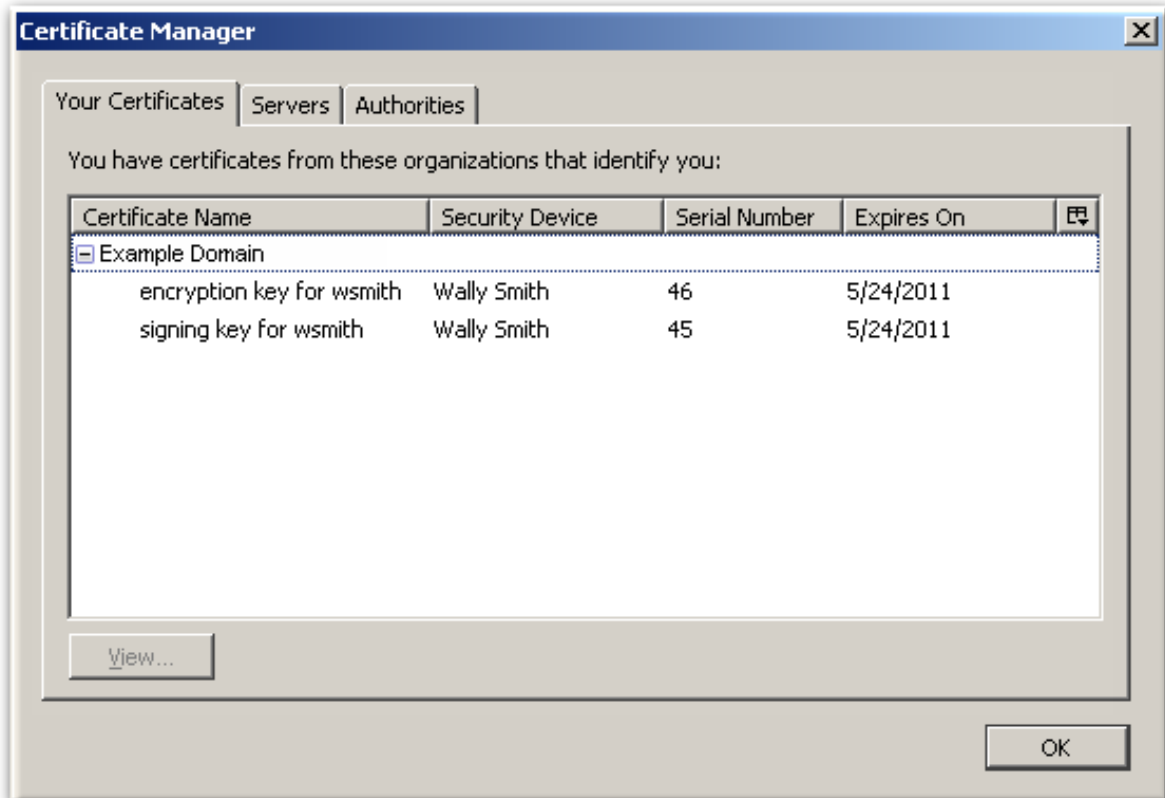 Certificate Manager
Your Certificates Servers Authorities
You have certificates from these organizations that identify you:
Certificate Name Security Device Serial Number Expires On
Example Domain
encryption key for wsmith Wally Smith 46 5/24/2011
signing key for wsmith Wally Smith 45 5/24/2011
View...
OK